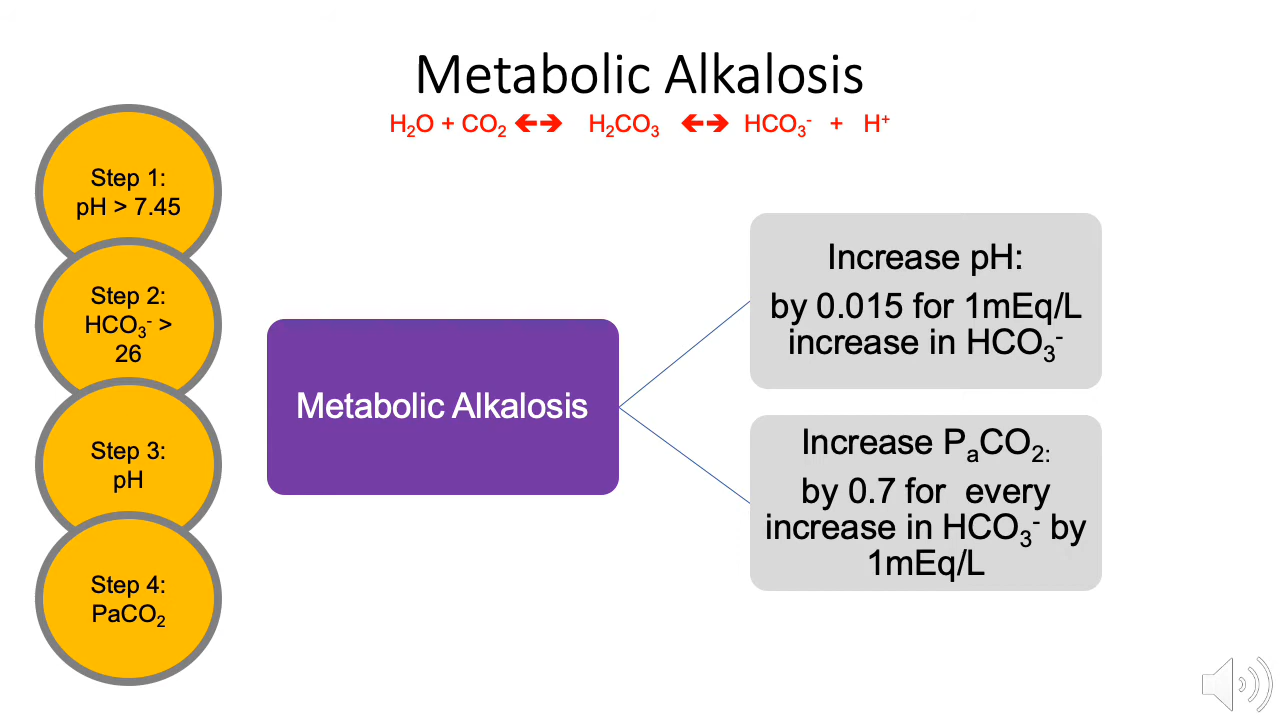 Metabolic Alkalosis
H₂O + CO₂ 🡸🡺 H₂CO₃ 🡸🡺 HCO₃⁻ + H⁺
Step 1:
pH > 7.45
Step 2:
HCO₃⁻ >
26
Step 3:
pH
Step 4:
PaCO₂
Metabolic Alkalosis
Increase pH:
by 0.015 for 1mEq/L
increase in HCO₃⁻
Increase PₐCO₂:
by 0.7 for every
increase in HCO₃⁻ by
1mEq/L